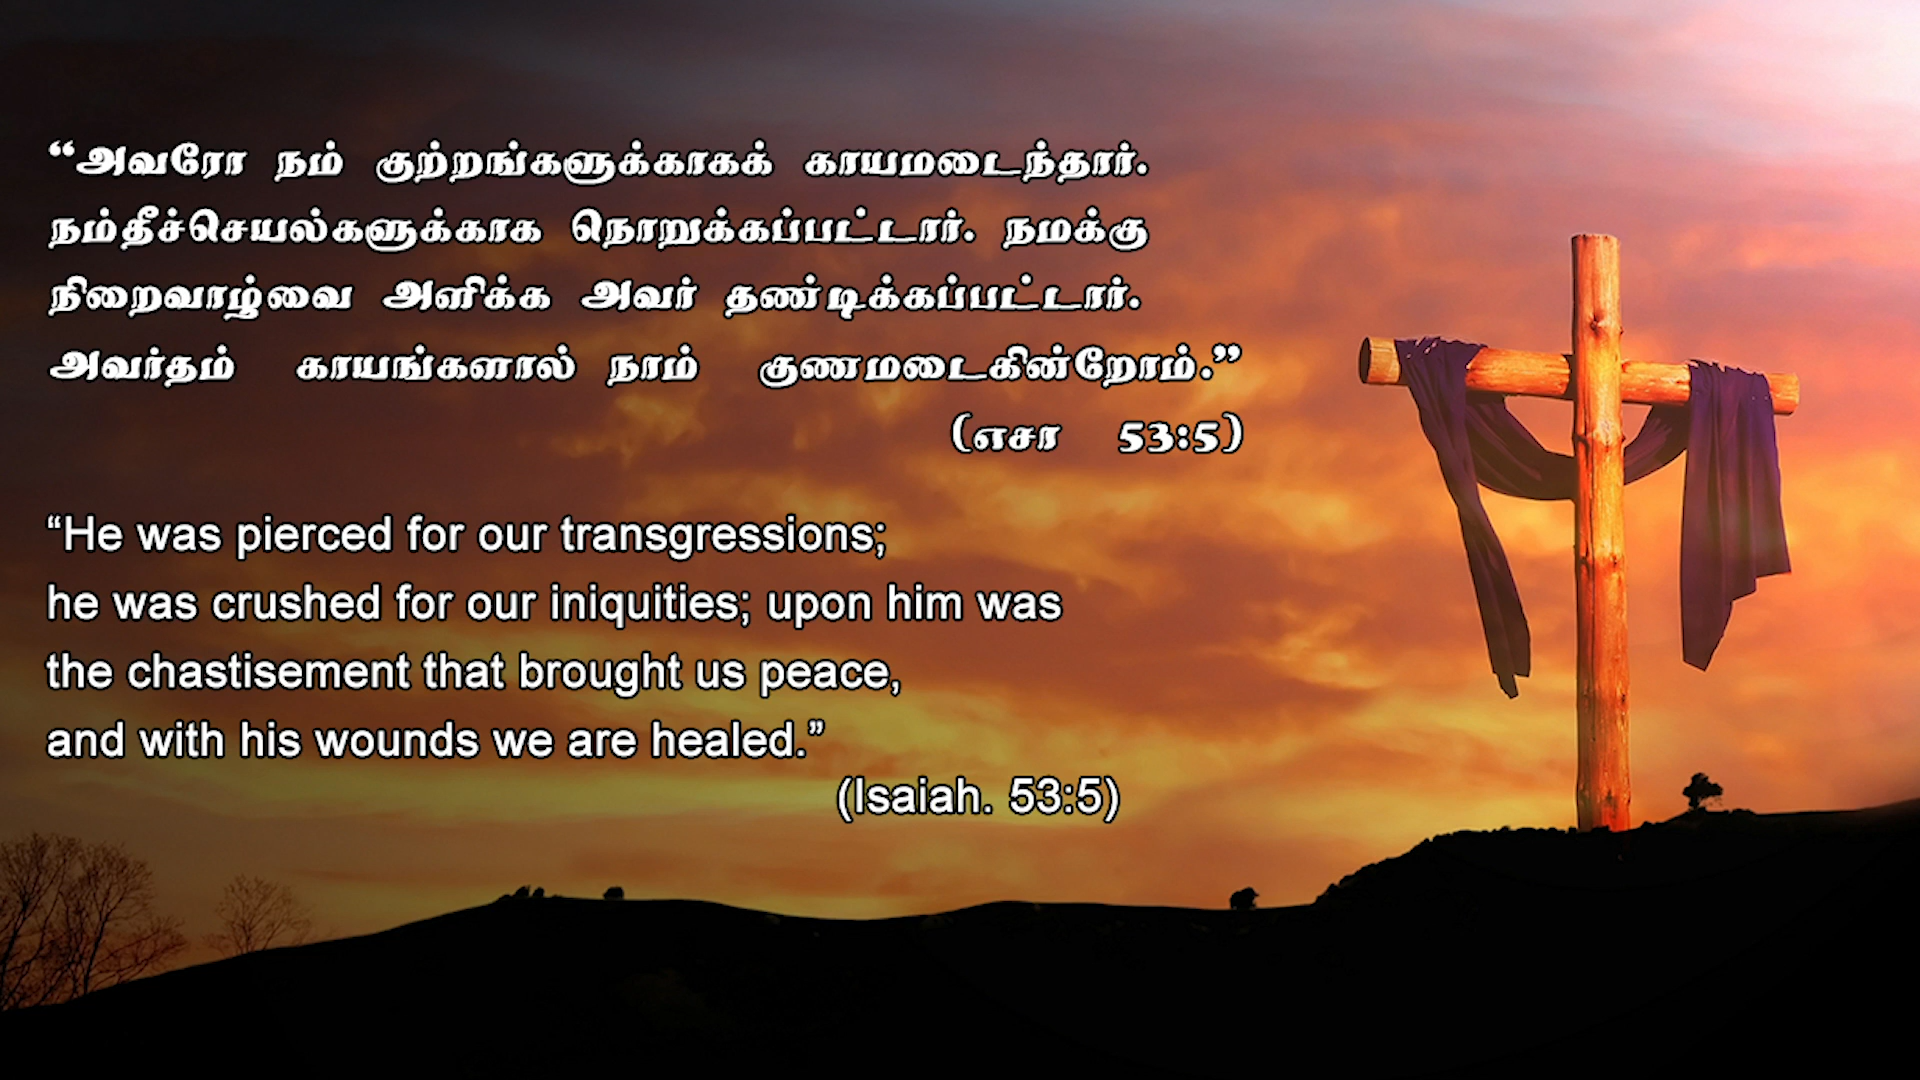 “அவரோ நம் குற்றங்களுக்காகக் காயமடைந்தார்.
நம்தீச்செயல்களுக்காக நொறுக்கப்பட்டார். நமக்கு
நிறைவாழ்வை அளிக்க அவர் தண்டிக்கப்பட்டார்.
அவர்தம் காயங்களால் நாம் குணமடைகின்றோம்.”
(எசா 53:5)
“He was pierced for our transgressions;
he was crushed for our iniquities; upon him was
the chastisement that brought us peace,
and with his wounds we are healed.”
(Isaiah. 53:5)